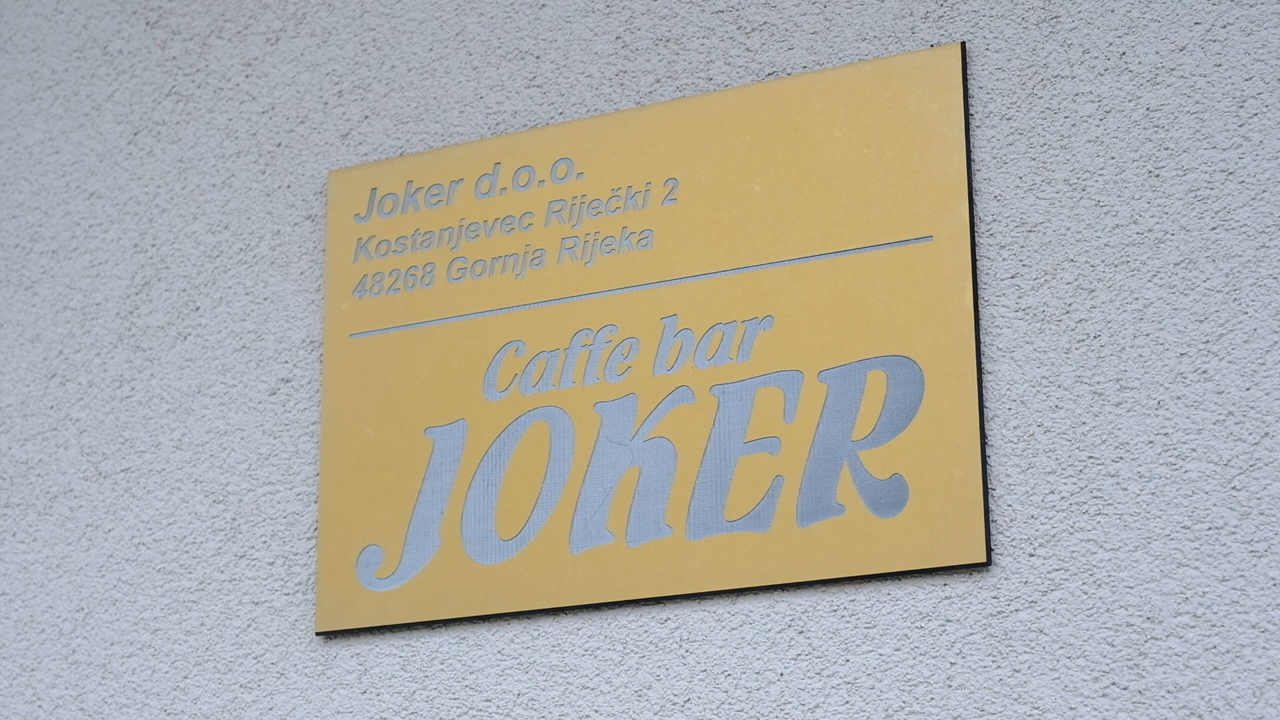 Joker d.o.o.
Kostanjevec Riječki 2
48268 Gornja Rijeka
Caffe bar
JOKER